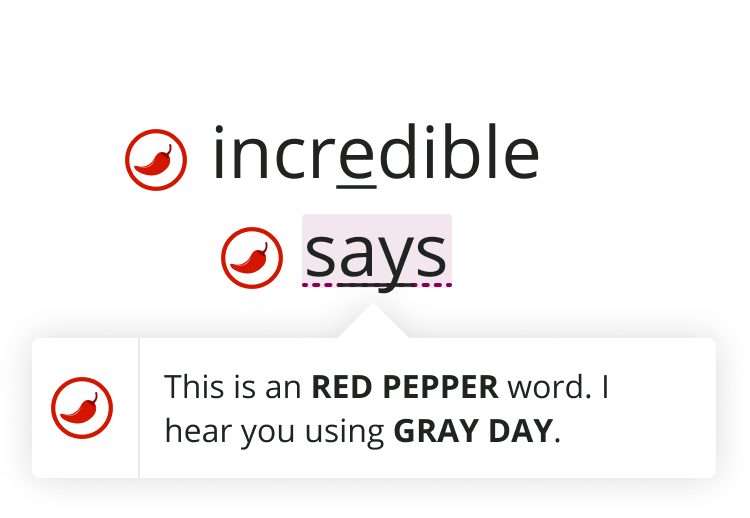 incredible
says
This is an RED PEPPER word. I
hear you using GRAY DAY.